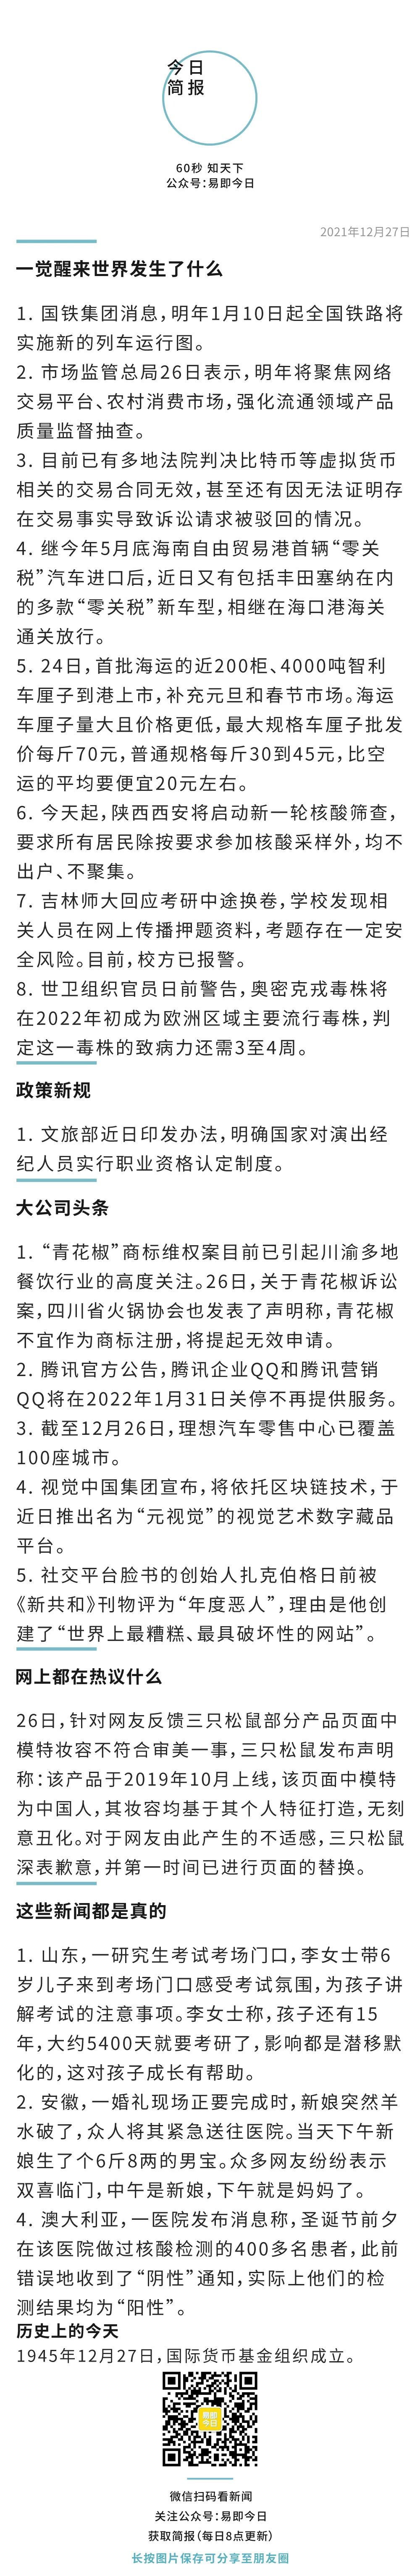 今日
简报
60秒 知天下
公众号:易即今日
2021年12月27日
一觉醒来世界发生了什么
1. 国铁集团消息,明年1月10日起全国铁路将
实施新的列车运行图。
2. 市场监管总局26日表示,明年将聚焦网络
交易平台、农村消费市场,强化流通领域产品
质量监督抽查。
3. 目前已有多地法院判决比特币等虚拟货币
相关的交易合同无效,甚至还有因无法证明存
在交易事实导致诉讼请求被驳回的情况。
4. 继今年5月底海南自由贸易港首辆“零关
税”汽车进口后,近日又有包括丰田塞纳在内
的多款“零关税”新车型,相继在海口港海关
通关放行。
5. 24日,首批海运的近200柜、4000吨智利
车厘子到港上市,补充元旦和春节市场。海运
车厘子量大且价格更低,最大规格车厘子批发
价每斤70元,普通规格每斤30到45元,比空
运的平均要便宜20元左右。
6. 今天起,陕西西安将启动新一轮核酸筛查,
要求所有居民除按要求参加核酸采样外,均不
出户、不聚集。
7. 吉林师大回应考研中途换卷,学校发现相
关人员在网上传播押题资料,考题存在一定安
全风险。目前,校方已报警。
8. 世卫组织官员日前警告,奥密克戎毒株将
在2022年初成为欧洲区域主要流行毒株,判
定这一毒株的致病力还需3至4周。
政策新规
1. 文旅部近日印发办法,明确国家对演出经
纪人员实行职业资格认定制度。
大公司头条
1. “青花椒”商标维权案目前已引起川渝多地
餐饮行业的高度关注。26日,关于青花椒诉讼
案,四川省火锅协会也发表了声明称,青花椒
不宜作为商标注册,将提起无效申请。
2. 腾讯官方公告,腾讯企业QQ和腾讯营销
QQ将在2022年1月31日关停不再提供服务。
3. 截至12月26日,理想汽车零售中心已覆盖
100座城市。
4. 视觉中国集团宣布,将依托区块链技术,于
近日推出名为“元视觉”的视觉艺术数字藏品
平台。
5. 社交平台脸书的创始人扎克伯格日前被
《新共和》刊物评为“年度恶人”,理由是他创
建了“世界上最糟糕、最具破坏性的网站”。
网上都在热议什么
26日,针对网友反馈三只松鼠部分产品页面中
模特妆容不符合审美一事,三只松鼠发布声明
称:该产品于2019年10月上线,该页面中模特
为中国人,其妆容均基于其个人特征打造,无刻
意丑化。对于网友由此产生的不适感,三只松鼠
深表歉意,并第一时间已进行页面的替换。
这些新闻都是真的
1. 山东,一研究生考试考场门口,李女士带6
岁儿子来到考场门口感受考试氛围,为孩子讲
解考试的注意事项。李女士称,孩子还有15
年,大约5400天就要考研了,影响都是潜移默
化的,这对孩子成长有帮助。
2. 安徽,一婚礼现场正要完成时,新娘突然羊
水破了,众人将其紧急送往医院。当天下午新
娘生了个6斤8两的男宝。众多网友纷纷表示
双喜临门,中午是新娘,下午就是妈妈了。
4. 澳大利亚,一医院发布消息称,圣诞节前夕
在该医院做过核酸检测的400多名患者,此前
错误地收到了“阴性”通知,实际上他们的检
测结果均为“阳性”。
历史上的今天
1945年12月27日,国际货币基金组织成立。
易即
今日
微信扫码看新闻
关注公众号:易即今日
获取简报(每日8点更新)
长按图片保存可分享至朋友圈